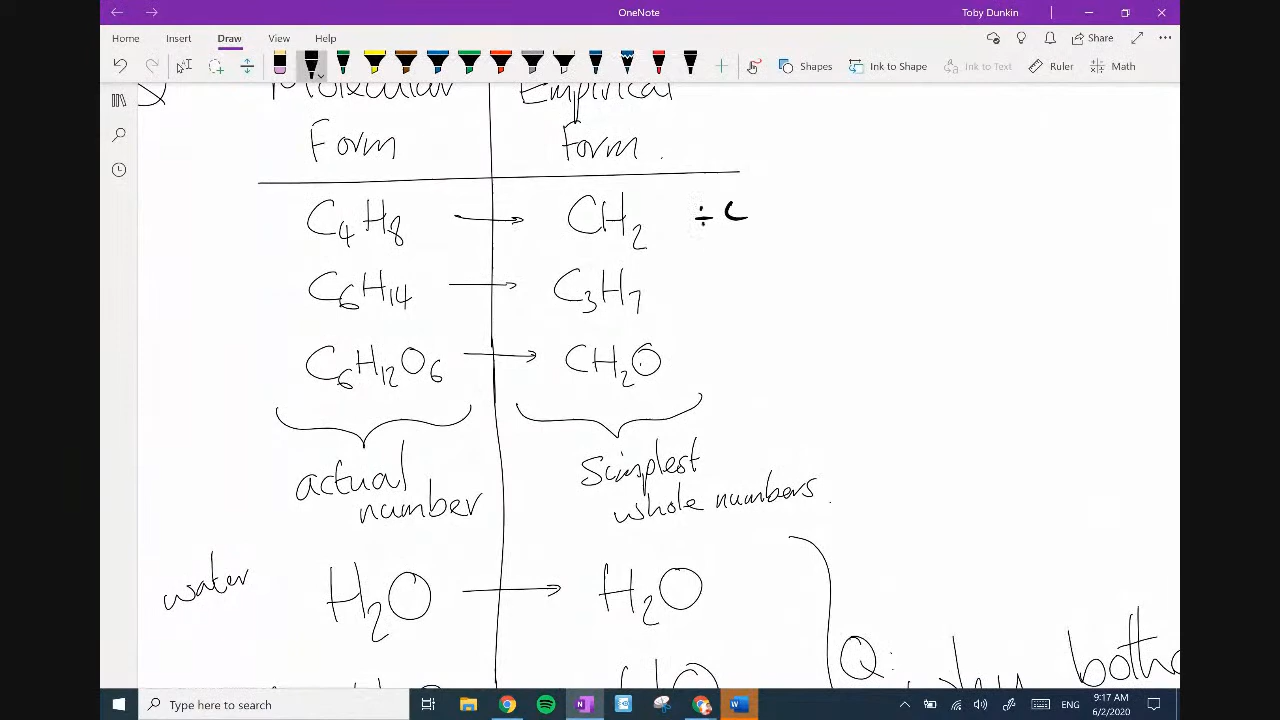 OneNote
Toby Dunkin
Home Insert Draw View Help
Share
Shapes Ink to Shape Ink to Text Ruler Math
Molecular Empirical
Form Form.
C₄H₈ → CH₂ ÷
C₆H₁₄ → C₃H₇
C₆H₁₂O₆ → CH₂O
actual simplest
number whole numbers.
water H₂O → H₂O
Q:
Type here to search
9:17 AM
6/2/2020